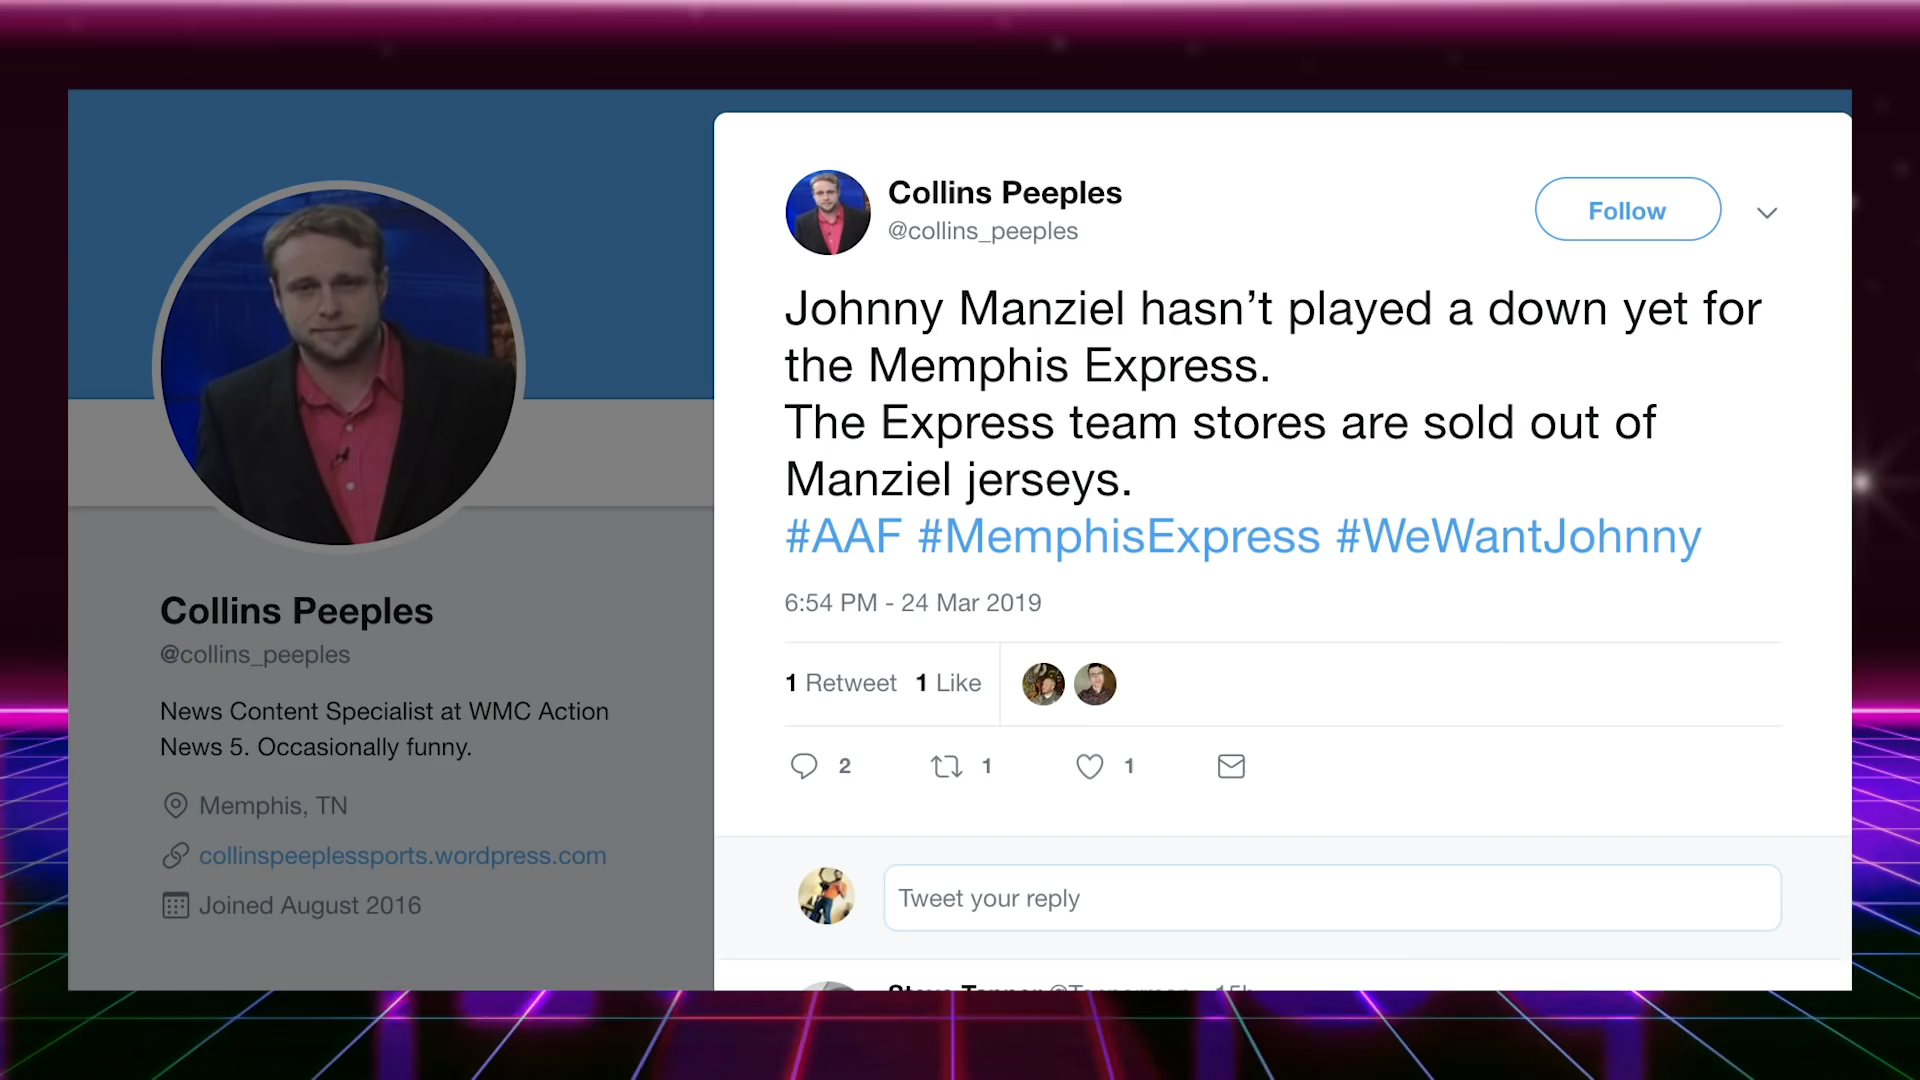 Collins Peeples
@collins_peeples
News Content Specialist at WMC Action
News 5. Occasionally funny.
Memphis, TN
collinspeeplessports.wordpress.com
Joined August 2016
Collins Peeples
@collins_peeples
Follow
Johnny Manziel hasn’t played a down yet for
the Memphis Express.
The Express team stores are sold out of
Manziel jerseys.
#AAF #MemphisExpress #WeWantJohnny
6:54 PM - 24 Mar 2019
1 Retweet 1 Like
2 1 1
Tweet your reply